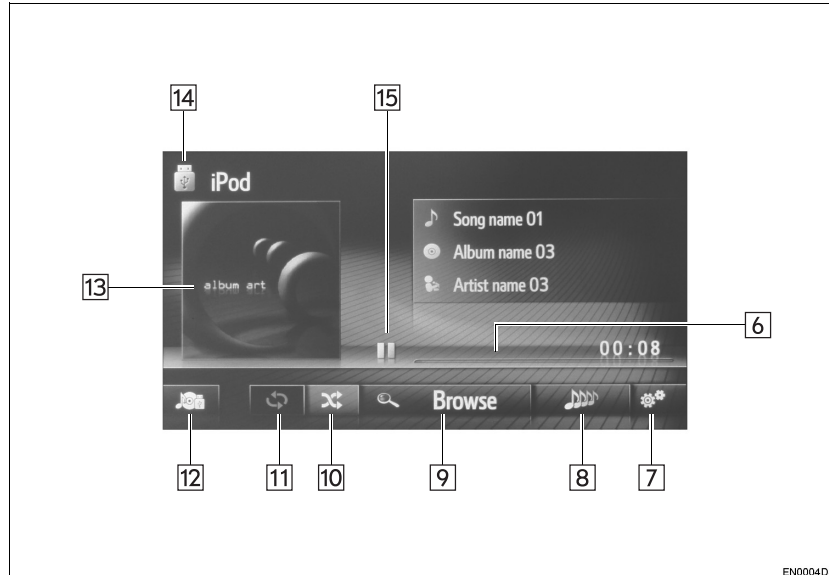 14 15
iPod
Song name 01
Album name 03
Artist name 03
album art
13
6
00:08
Browse
12 11 10 9 8 7
EN0004D